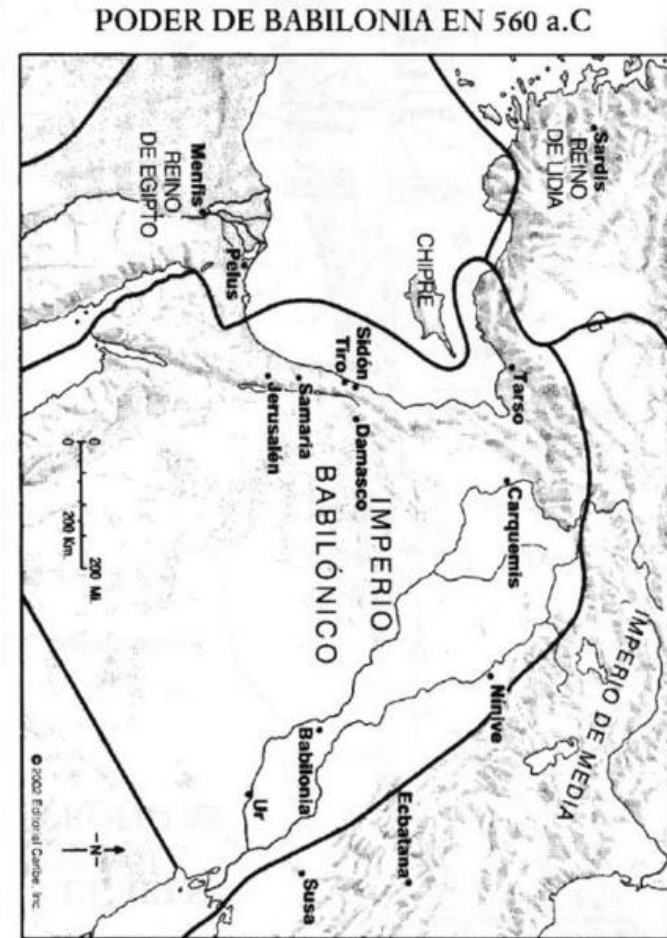 PODER DE BABILONIA EN 560 a.C
Sardis
REINO
DE LIDIA
CHIPRE
Tarso
Carquemis
IMPERIO DE MEDIA
Nínive
Ecbatana
Susa
IMPERIO
BABILÓNICO
Babilonia
Ur
Sidón
Tiro
Damasco
Samaria
Jerusalén
Pelus
Menfis
REINO
DE EGIPTO
0 200 Mi.
0 200 Km.
-N-
© 2002 Editorial Caribe, Inc.